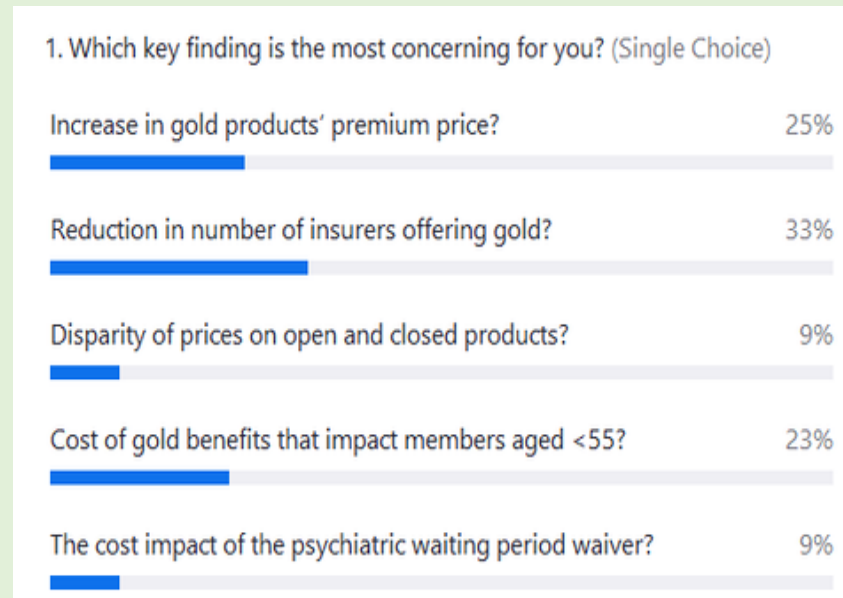 1. Which key finding is the most concerning for you? (Single Choice)
Increase in gold products’ premium price? 25%
Reduction in number of insurers offering gold? 33%
Disparity of prices on open and closed products? 9%
Cost of gold benefits that impact members aged <55? 23%
The cost impact of the psychiatric waiting period waiver? 9%